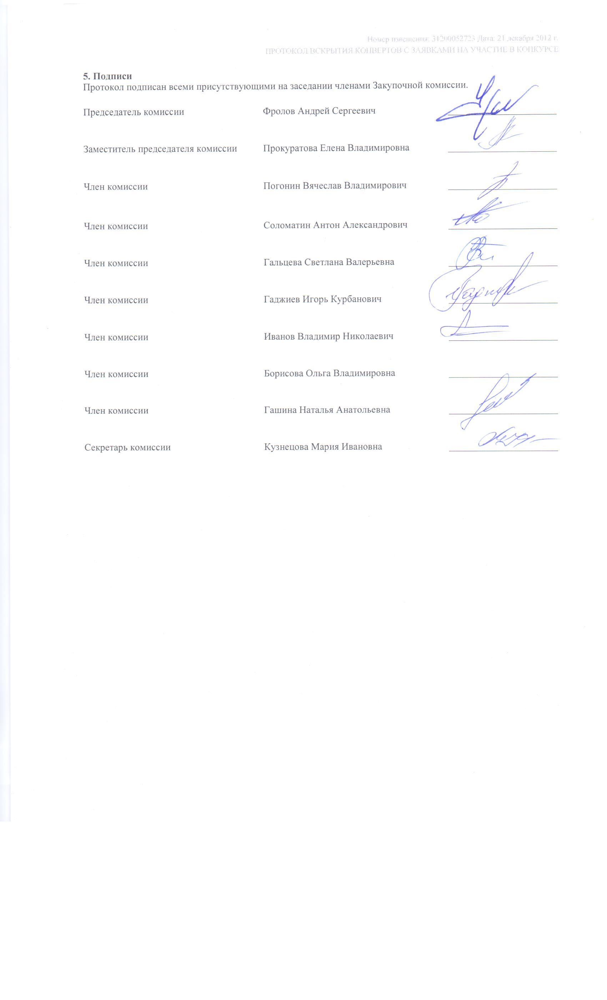 Номер извещения: 31200052723 Дата: 21 декабря 2012 г.
ПРОТОКОЛ ВСКРЫТИЯ КОНВЕРТОВ С ЗАЯВКАМИ НА УЧАСТИЕ В КОНКУРСЕ
5. Подписи
Протокол подписан всеми присутствующими на заседании членами Закупочной комиссии.
Председатель комиссии Фролов Андрей Сергеевич
Заместитель председателя комиссии Прокуратова Елена Владимировна
Член комиссии Погонин Вячеслав Владимирович
Член комиссии Соломатин Антон Александрович
Член комиссии Гальцева Светлана Валерьевна
Член комиссии Гаджиев Игорь Курбанович
Член комиссии Иванов Владимир Николаевич
Член комиссии Борисова Ольга Владимировна
Член комиссии Гашина Наталья Анатольевна
Секретарь комиссии Кузнецова Мария Ивановна